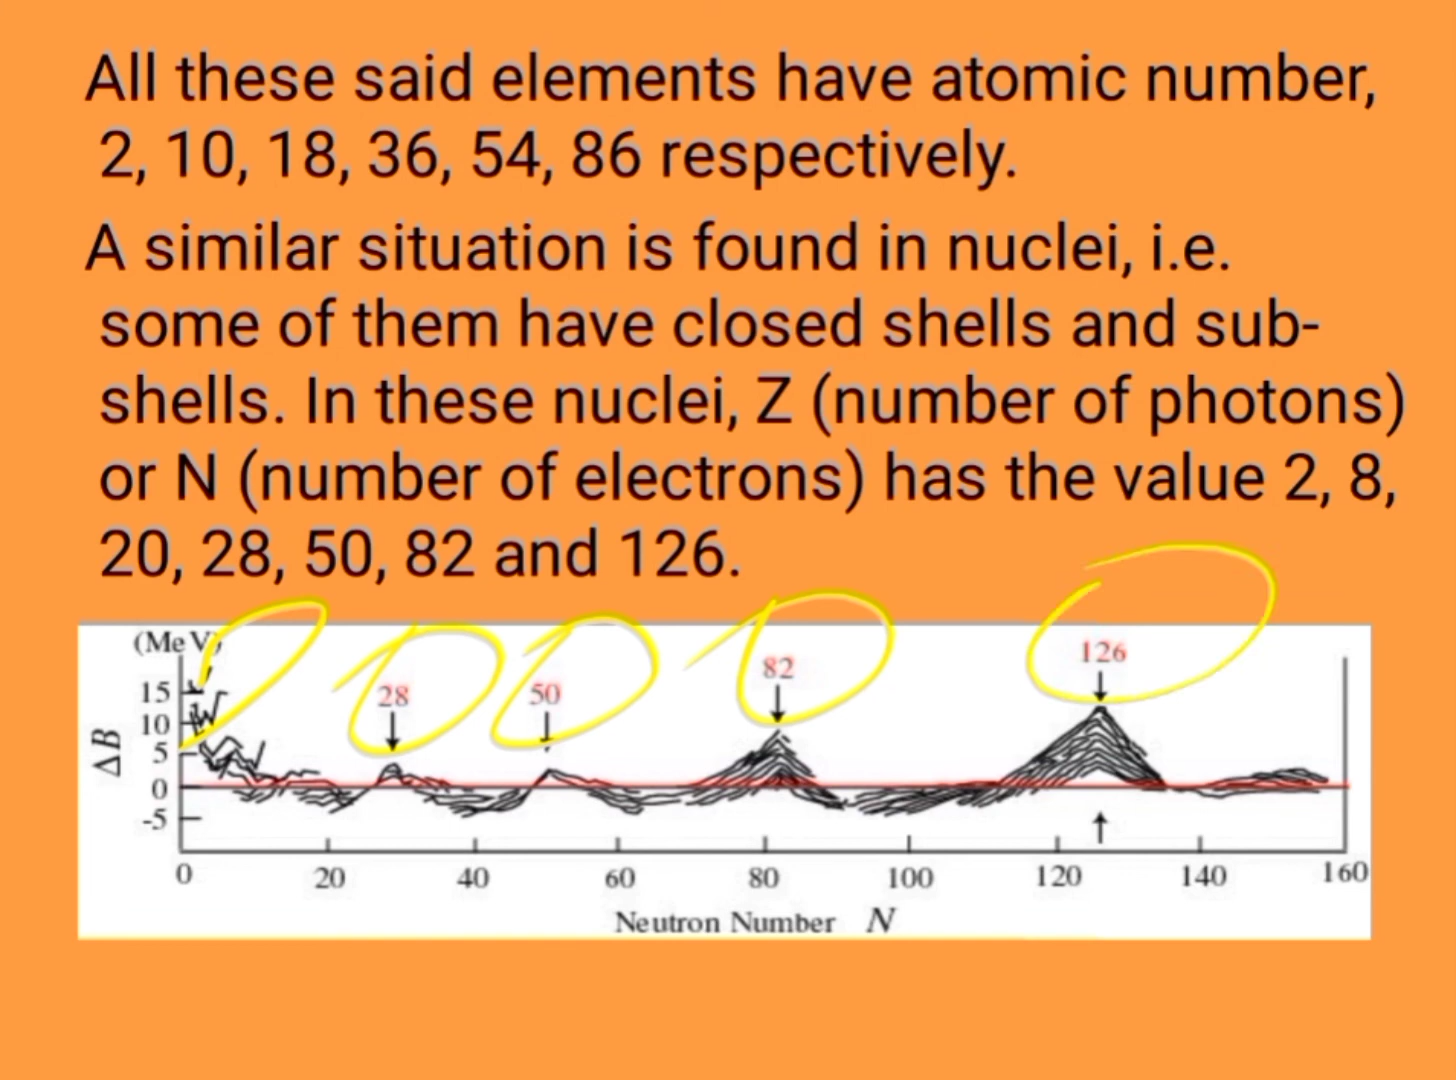 All these said elements have atomic number,
2, 10, 18, 36, 54, 86 respectively.
A similar situation is found in nuclei, i.e.
some of them have closed shells and sub-
shells. In these nuclei, Z (number of photons)
or N (number of electrons) has the value 2, 8,
20, 28, 50, 82 and 126.
(MeV)
126
82
28
50
15
10
5
0
-5
ΔB
0 20 40 60 80 100 120 140 160
Neutron Number N